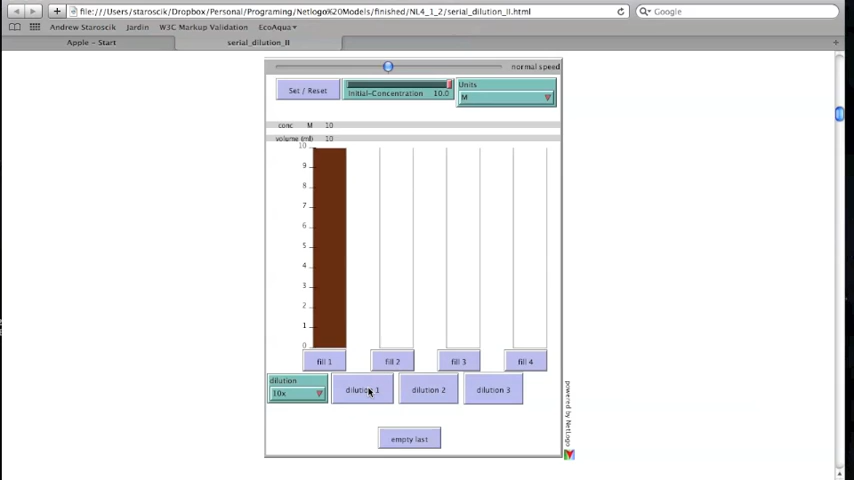 file:///Users/staroscik/Dropbox/Personal/Programing/Netlogo%20Models/finished/NL4_1_2/serial_dilution_II.html
Google
Andrew Staroscik Jardin W3C Markup Validation EcoAqua
Apple - Start serial_dilution_II
normal speed
Set / Reset
Initial-Concentration 10.0
Units
M
conc M 10
volume (ml) 10
10
9
8
7
6
5
4
3
2
1
0
fill 1 fill 2 fill 3 fill 4
dilution
10x
dilution 1 dilution 2 dilution 3
empty last
powered by NetLogo